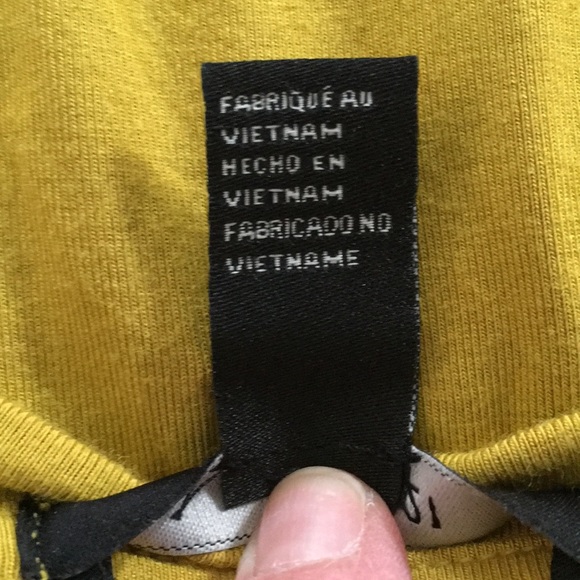 FABRIQUÉ AU
VIETNAM
HECHO EN
VIETNAM
FABRICADO NO
VIETNAME